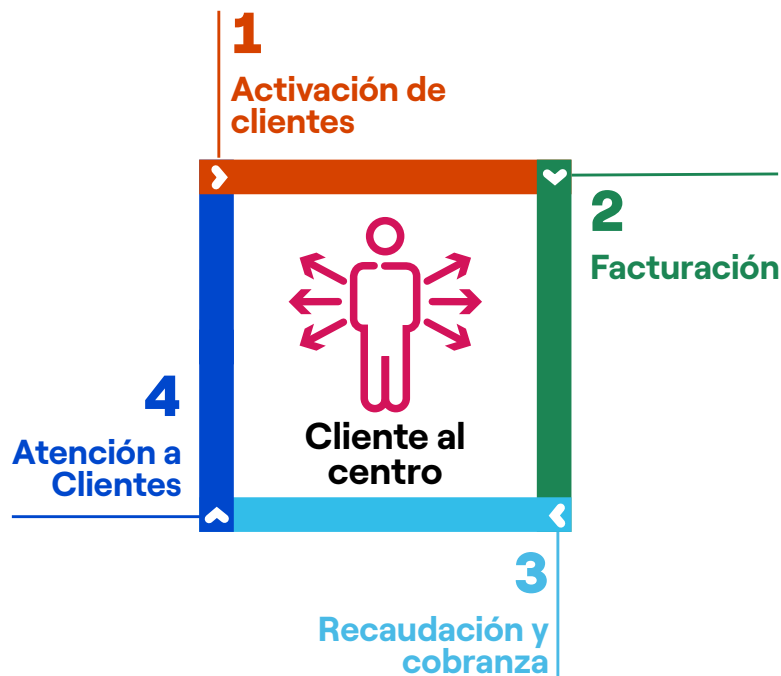 1
Activación de
clientes
2
Facturación
Cliente al
centro
4
Atención a
Clientes
3
Recaudación y
cobranza